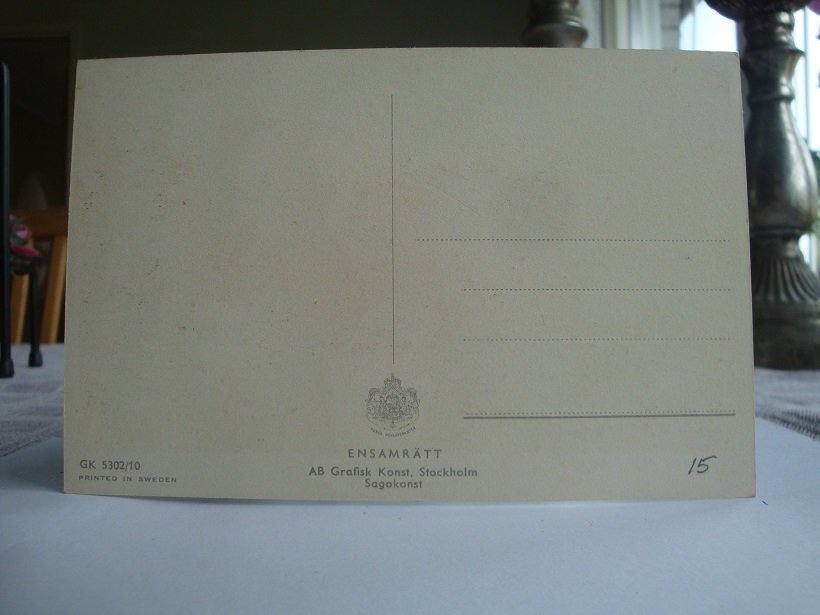 ENSAMRÄTT
AB Grafisk Konst, Stockholm
Sagokonst
GK 5302/10
PRINTED IN SWEDEN
15